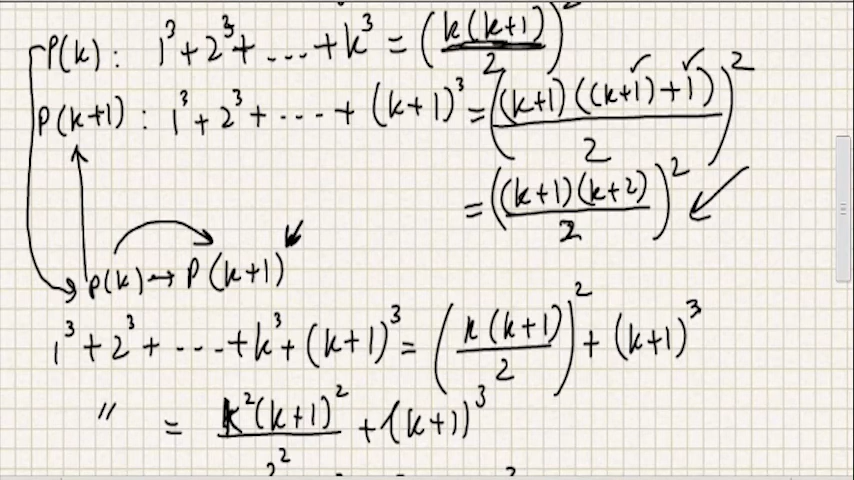 P(k) : 1³ + 2³ + .... + k³ = (k(k+1)/2)²
P(k+1) : 1³ + 2³ + .... + (k+1)³ = ((k+1)((k+1)+1)/2)²
= ((k+1)(k+2)/2)²
P(k) → P(k+1)
1³ + 2³ + .... + k³ + (k+1)³ = (k(k+1)/2)² + (k+1)³
" = k²(k+1)²/2² + (k+1)³